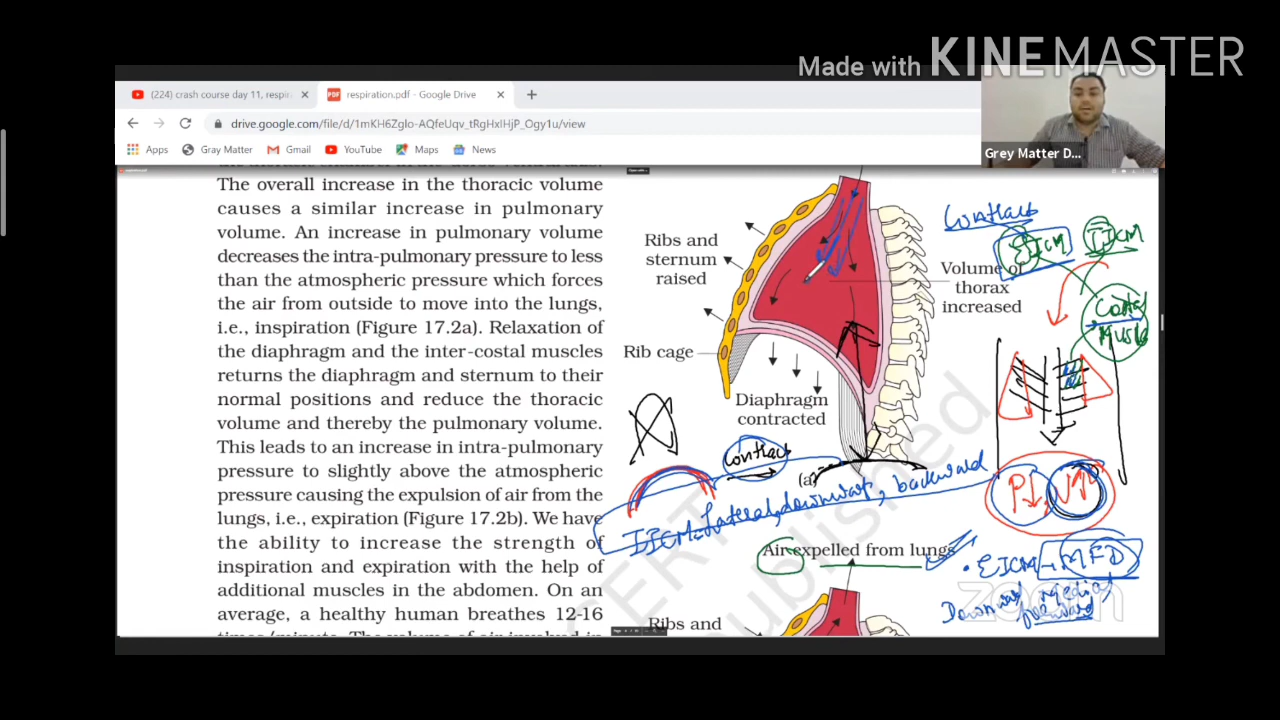 Made with KINEMASTER
(224) crash course day 11, respira
respiration.pdf - Google Drive
drive.google.com/file/d/1mKH6Zglo-AQfeUqv_tRgHxIHjP_Ogy1u/view
Grey Matter D...
Apps
Gray Matter
Gmail
YouTube
Maps
News
The overall increase in the thoracic volume
causes a similar increase in pulmonary
volume. An increase in pulmonary volume
decreases the intra-pulmonary pressure to less
than the atmospheric pressure which forces
the air from outside to move into the lungs,
i.e., inspiration (Figure 17.2a). Relaxation of
the diaphragm and the inter-costal muscles
returns the diaphragm and sternum to their
normal positions and reduce the thoracic
volume and thereby the pulmonary volume.
This leads to an increase in intra-pulmonary
pressure to slightly above the atmospheric
pressure causing the expulsion of air from the
lungs, i.e., expiration (Figure 17.2b). We have
the ability to increase the strength of
inspiration and expiration with the help of
additional muscles in the abdomen. On an
average, a healthy human breathes 12-16
Ribs and
sternum
raised
Rib cage
Volume of
thorax
increased
Diaphragm
contracted
(a)
Contract
EICM
IICM
Costal
Muscle
Contract
P↓ V↑
IICM-Lateral, downward, backward
Air expelled from lungs
EICM - MFD
Downward Medial
forward
Ribs and
zoom